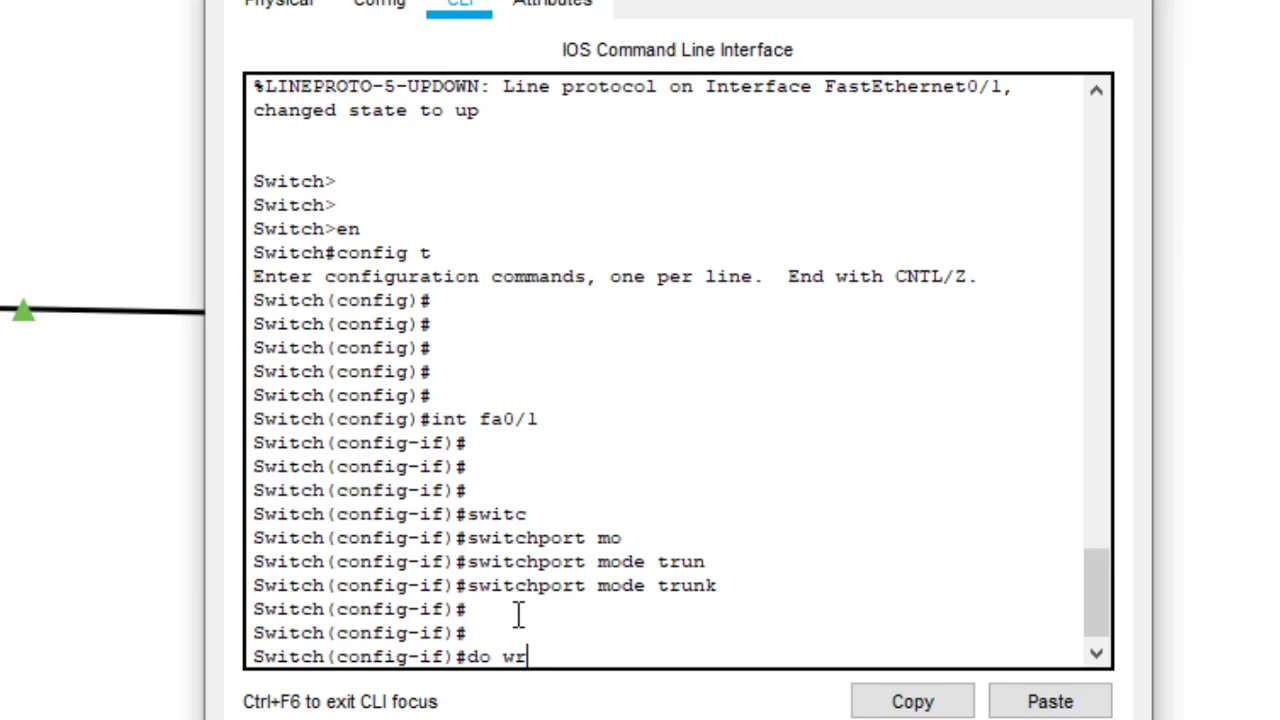 Physical Config CLI Attributes
IOS Command Line Interface
%LINEPROTO-5-UPDOWN: Line protocol on Interface FastEthernet0/1,
changed state to up
Switch>
Switch>
Switch>en
Switch#config t
Enter configuration commands, one per line.  End with CNTL/Z.
Switch(config)#
Switch(config)#
Switch(config)#
Switch(config)#
Switch(config)#
Switch(config)#int fa0/1
Switch(config-if)#
Switch(config-if)#
Switch(config-if)#
Switch(config-if)#switc
Switch(config-if)#switchport mo
Switch(config-if)#switchport mode trun
Switch(config-if)#switchport mode trunk
Switch(config-if)#
Switch(config-if)#
Switch(config-if)#do wr
Ctrl+F6 to exit CLI focus
Copy Paste